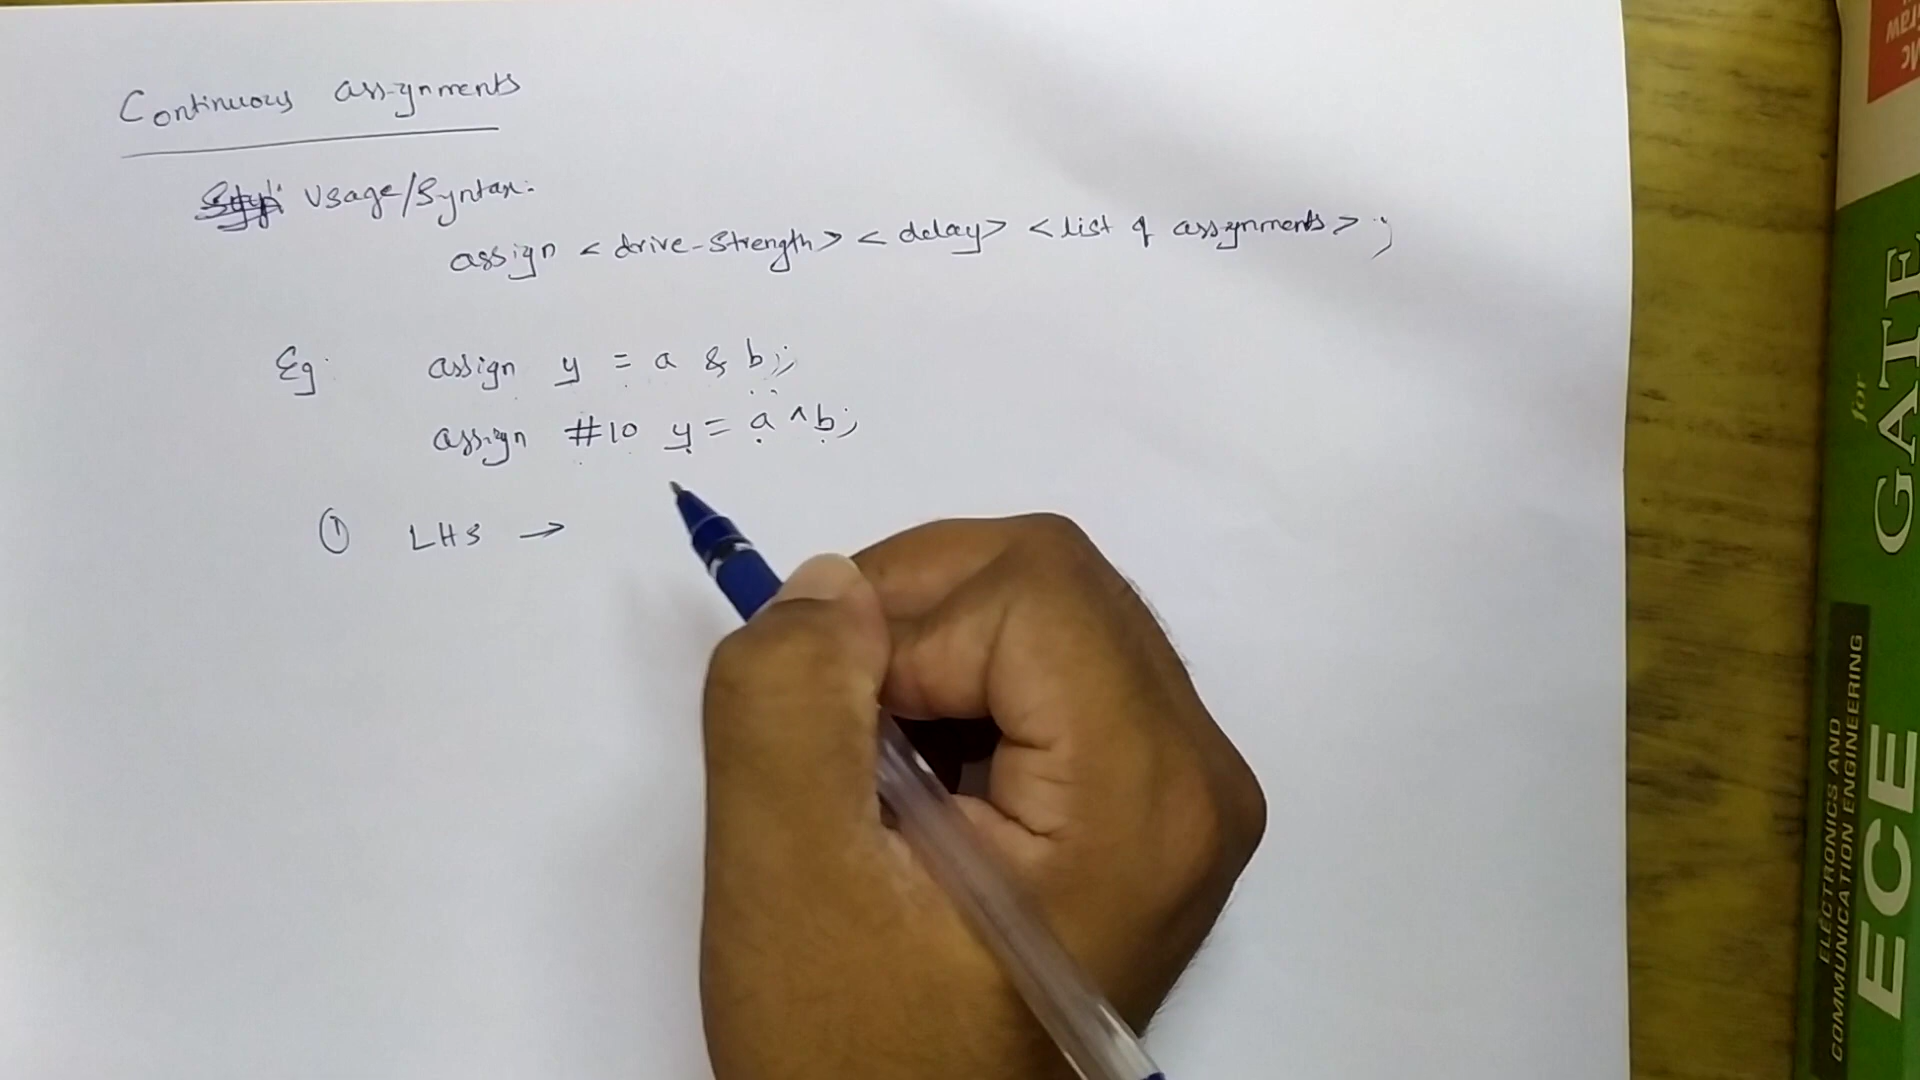 Continuous assignments
Usage/Syntax:
assign <drive-strength> <delay> <list of assignments> ;
Eg: assign y = a & b;
assign #10 y = a ^ b;
① LHS →
for
GATE
ELECTRONICS AND
COMMUNICATION ENGINEERING
ECE